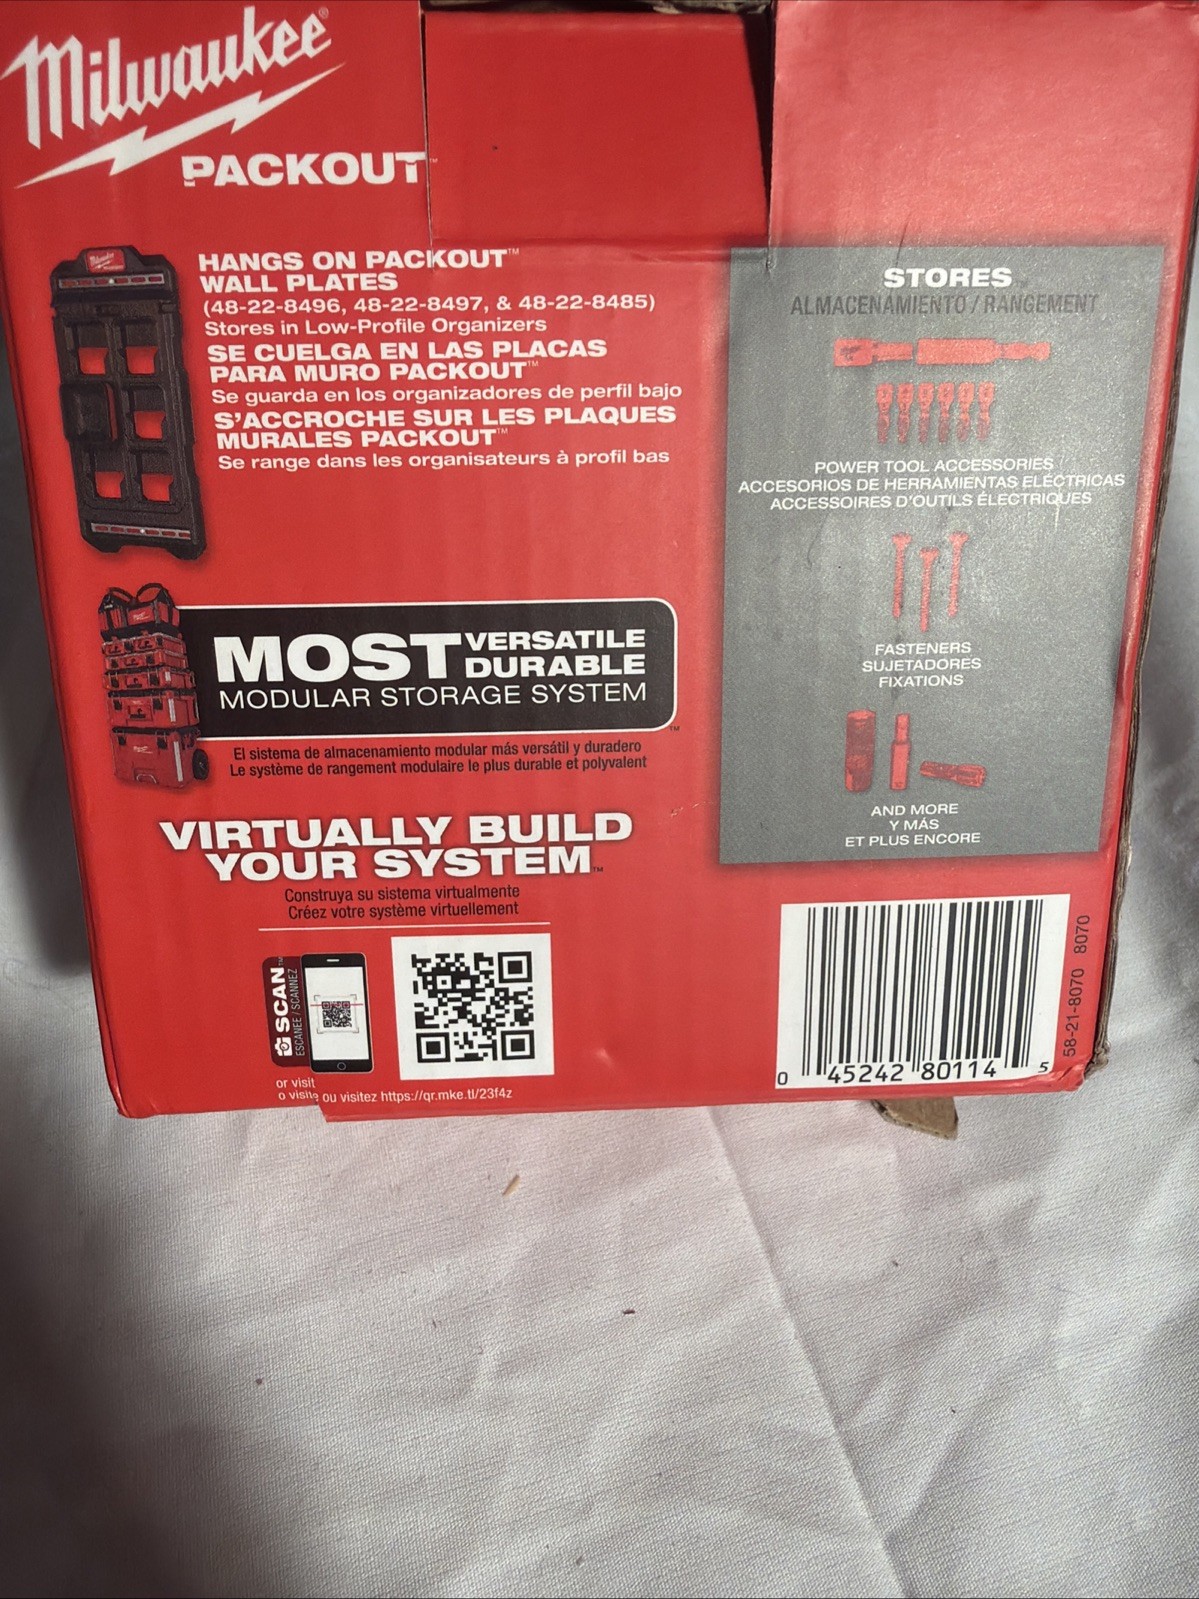 Milwaukee®
PACKOUT™
HANGS ON PACKOUT™
WALL PLATES
(48-22-8496, 48-22-8497, & 48-22-8485)
Stores in Low-Profile Organizers
SE CUELGA EN LAS PLACAS
PARA MURO PACKOUT™
Se guarda en los organizadores de perfil bajo
S'ACCROCHE SUR LES PLAQUES
MURALES PACKOUT™
Se range dans les organisateurs à profil bas
MOST VERSATILE
DURABLE
MODULAR STORAGE SYSTEM
™
El sistema de almacenamiento modular más versátil y duradero
Le système de rangement modulaire le plus durable et polyvalent
VIRTUALLY BUILD
YOUR SYSTEM™
Construya su sistema virtualmente
Créez votre système virtuellement
SCAN™
ESCANEE / SCANNEZ
or visit
o visite ou visitez https://qr.mke.tl/23f4z
STORES
ALMACENAMIENTO / RANGEMENT
POWER TOOL ACCESSORIES
ACCESORIOS DE HERRAMIENTAS ELÉCTRICAS
ACCESSOIRES D'OUTILS ÉLECTRIQUES
FASTENERS
SUJETADORES
FIXATIONS
AND MORE
Y MÁS
ET PLUS ENCORE
0 45242 80114 5
58-21-8070 8070